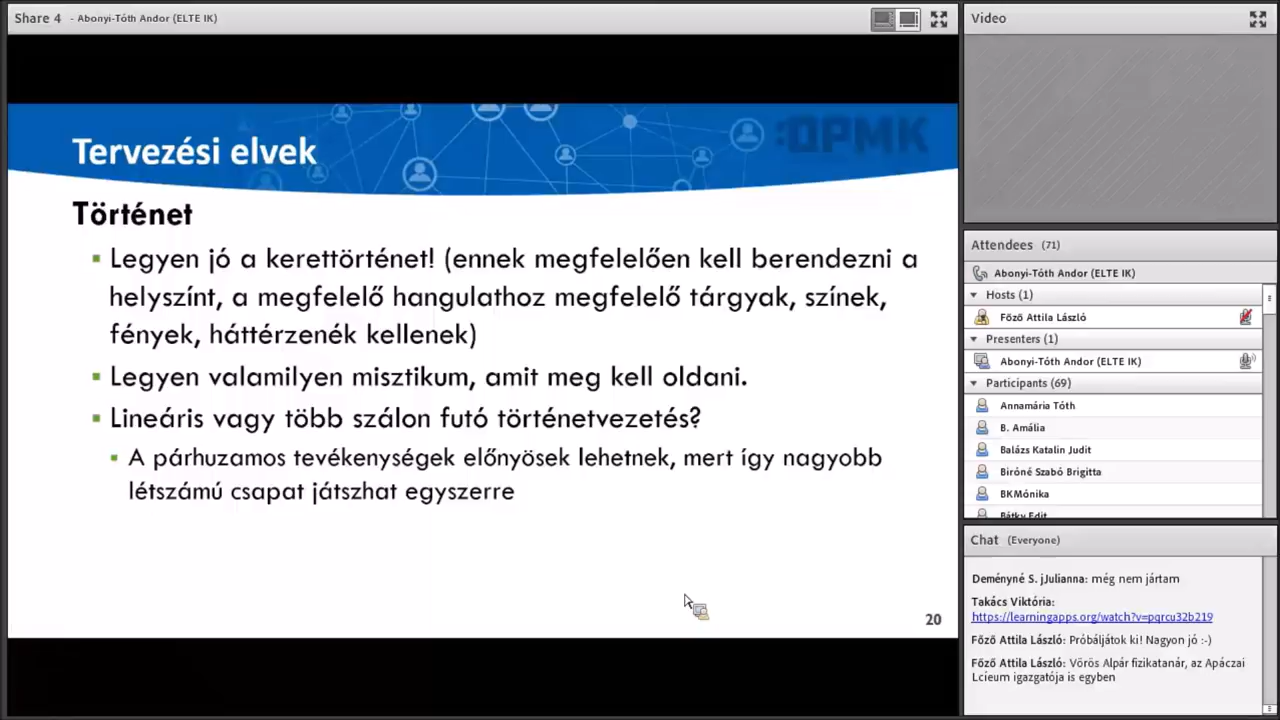 Share 4 - Abonyi-Tóth Andor (ELTE IK)
:OPMK
Tervezési elvek
Történet
▪ Legyen jó a kerettörténet! (ennek megfelelően kell berendezni a
helyszínt, a megfelelő hangulathoz megfelelő tárgyak, színek,
fények, háttérzenék kellenek)
▪ Legyen valamilyen misztikum, amit meg kell oldani.
▪ Lineáris vagy több szálon futó történetvezetés?
▪ A párhuzamos tevékenységek előnyösek lehetnek, mert így nagyobb
létszámú csapat játszhat egyszerre
20
Video
Attendees (71)
Abonyi-Tóth Andor (ELTE IK)
Hosts (1)
Főző Attila László
Presenters (1)
Abonyi-Tóth Andor (ELTE IK)
Participants (69)
Annamária Tóth
B. Amália
Balázs Katalin Judit
Biróné Szabó Brigitta
BKMónika
Bátky Edit
Chat (Everyone)
Deményné S. jJulianna: még nem jártam
Takács Viktória:
https://learningapps.org/watch?v=pqrcu32b219
Főző Attila László: Próbáljátok ki! Nagyon jó :-)
Főző Attila László: Vörös Alpár fizikatanár, az Apáczai
Lcíeum igazgatója is egyben